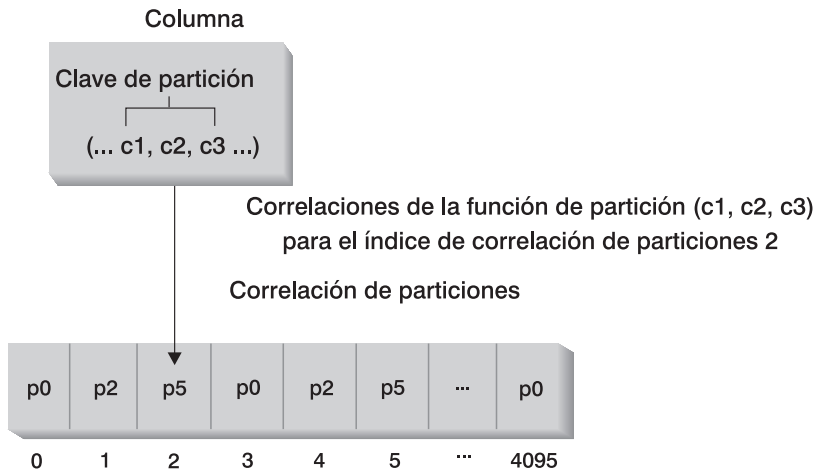 Columna
Clave de partición
(... c1, c2, c3 ...)
Correlaciones de la función de partición (c1, c2, c3)
para el índice de correlación de particiones 2
Correlación de particiones
p0 p2 p5 p0 p2 p5 ... p0
0 1 2 3 4 5 ... 4095